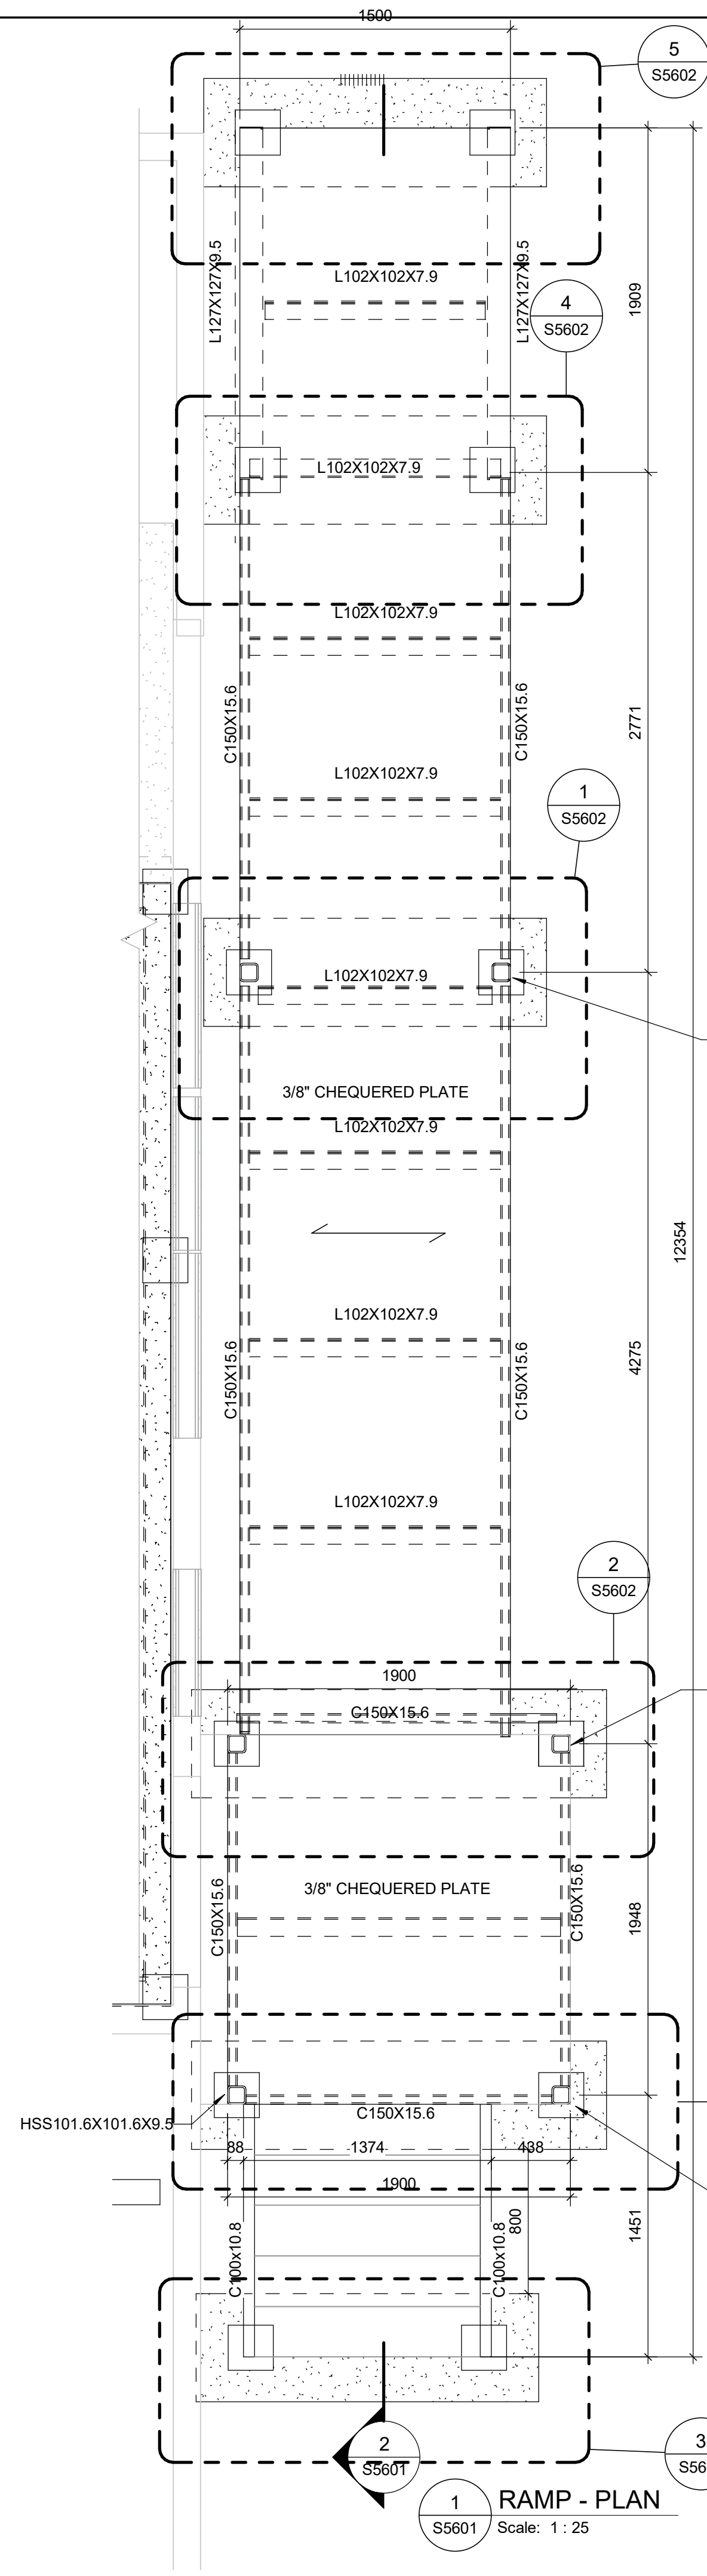 1500
5
S5602
L127X127X9.5
L127X127X9.5
L102X102X7.9
1909
4
S5602
L102X102X7.9
L102X102X7.9
C150X15.6
C150X15.6
2771
L102X102X7.9
1
S5602
L102X102X7.9
3/8" CHEQUERED PLATE
L102X102X7.9
12354
L102X102X7.9
C150X15.6
C150X15.6
4275
L102X102X7.9
2
S5602
1900
C150X15.6
3/8" CHEQUERED PLATE
C150X15.6
C150X15.6
1948
HSS101.6X101.6X9.5
C150X15.6
88
1374
438
1900
C100x10.8
C100x10.8
800
1451
2
S5601
3
1
S5601
RAMP - PLAN
Scale: 1 : 25